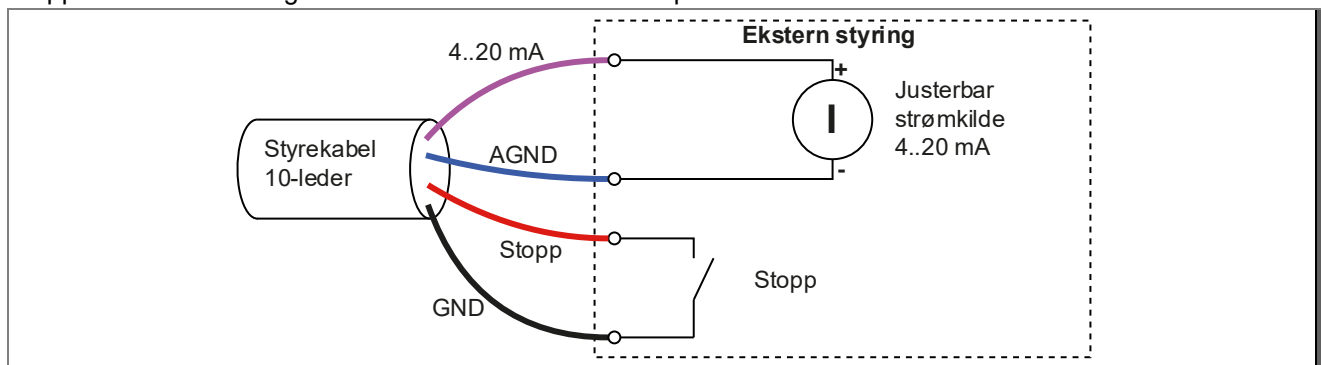 Ekstern styring
4..20 mA
+
Justerbar
strømkilde
4..20 mA
I
-
Styrekabel
10-leder
AGND
Stopp
Stopp
GND